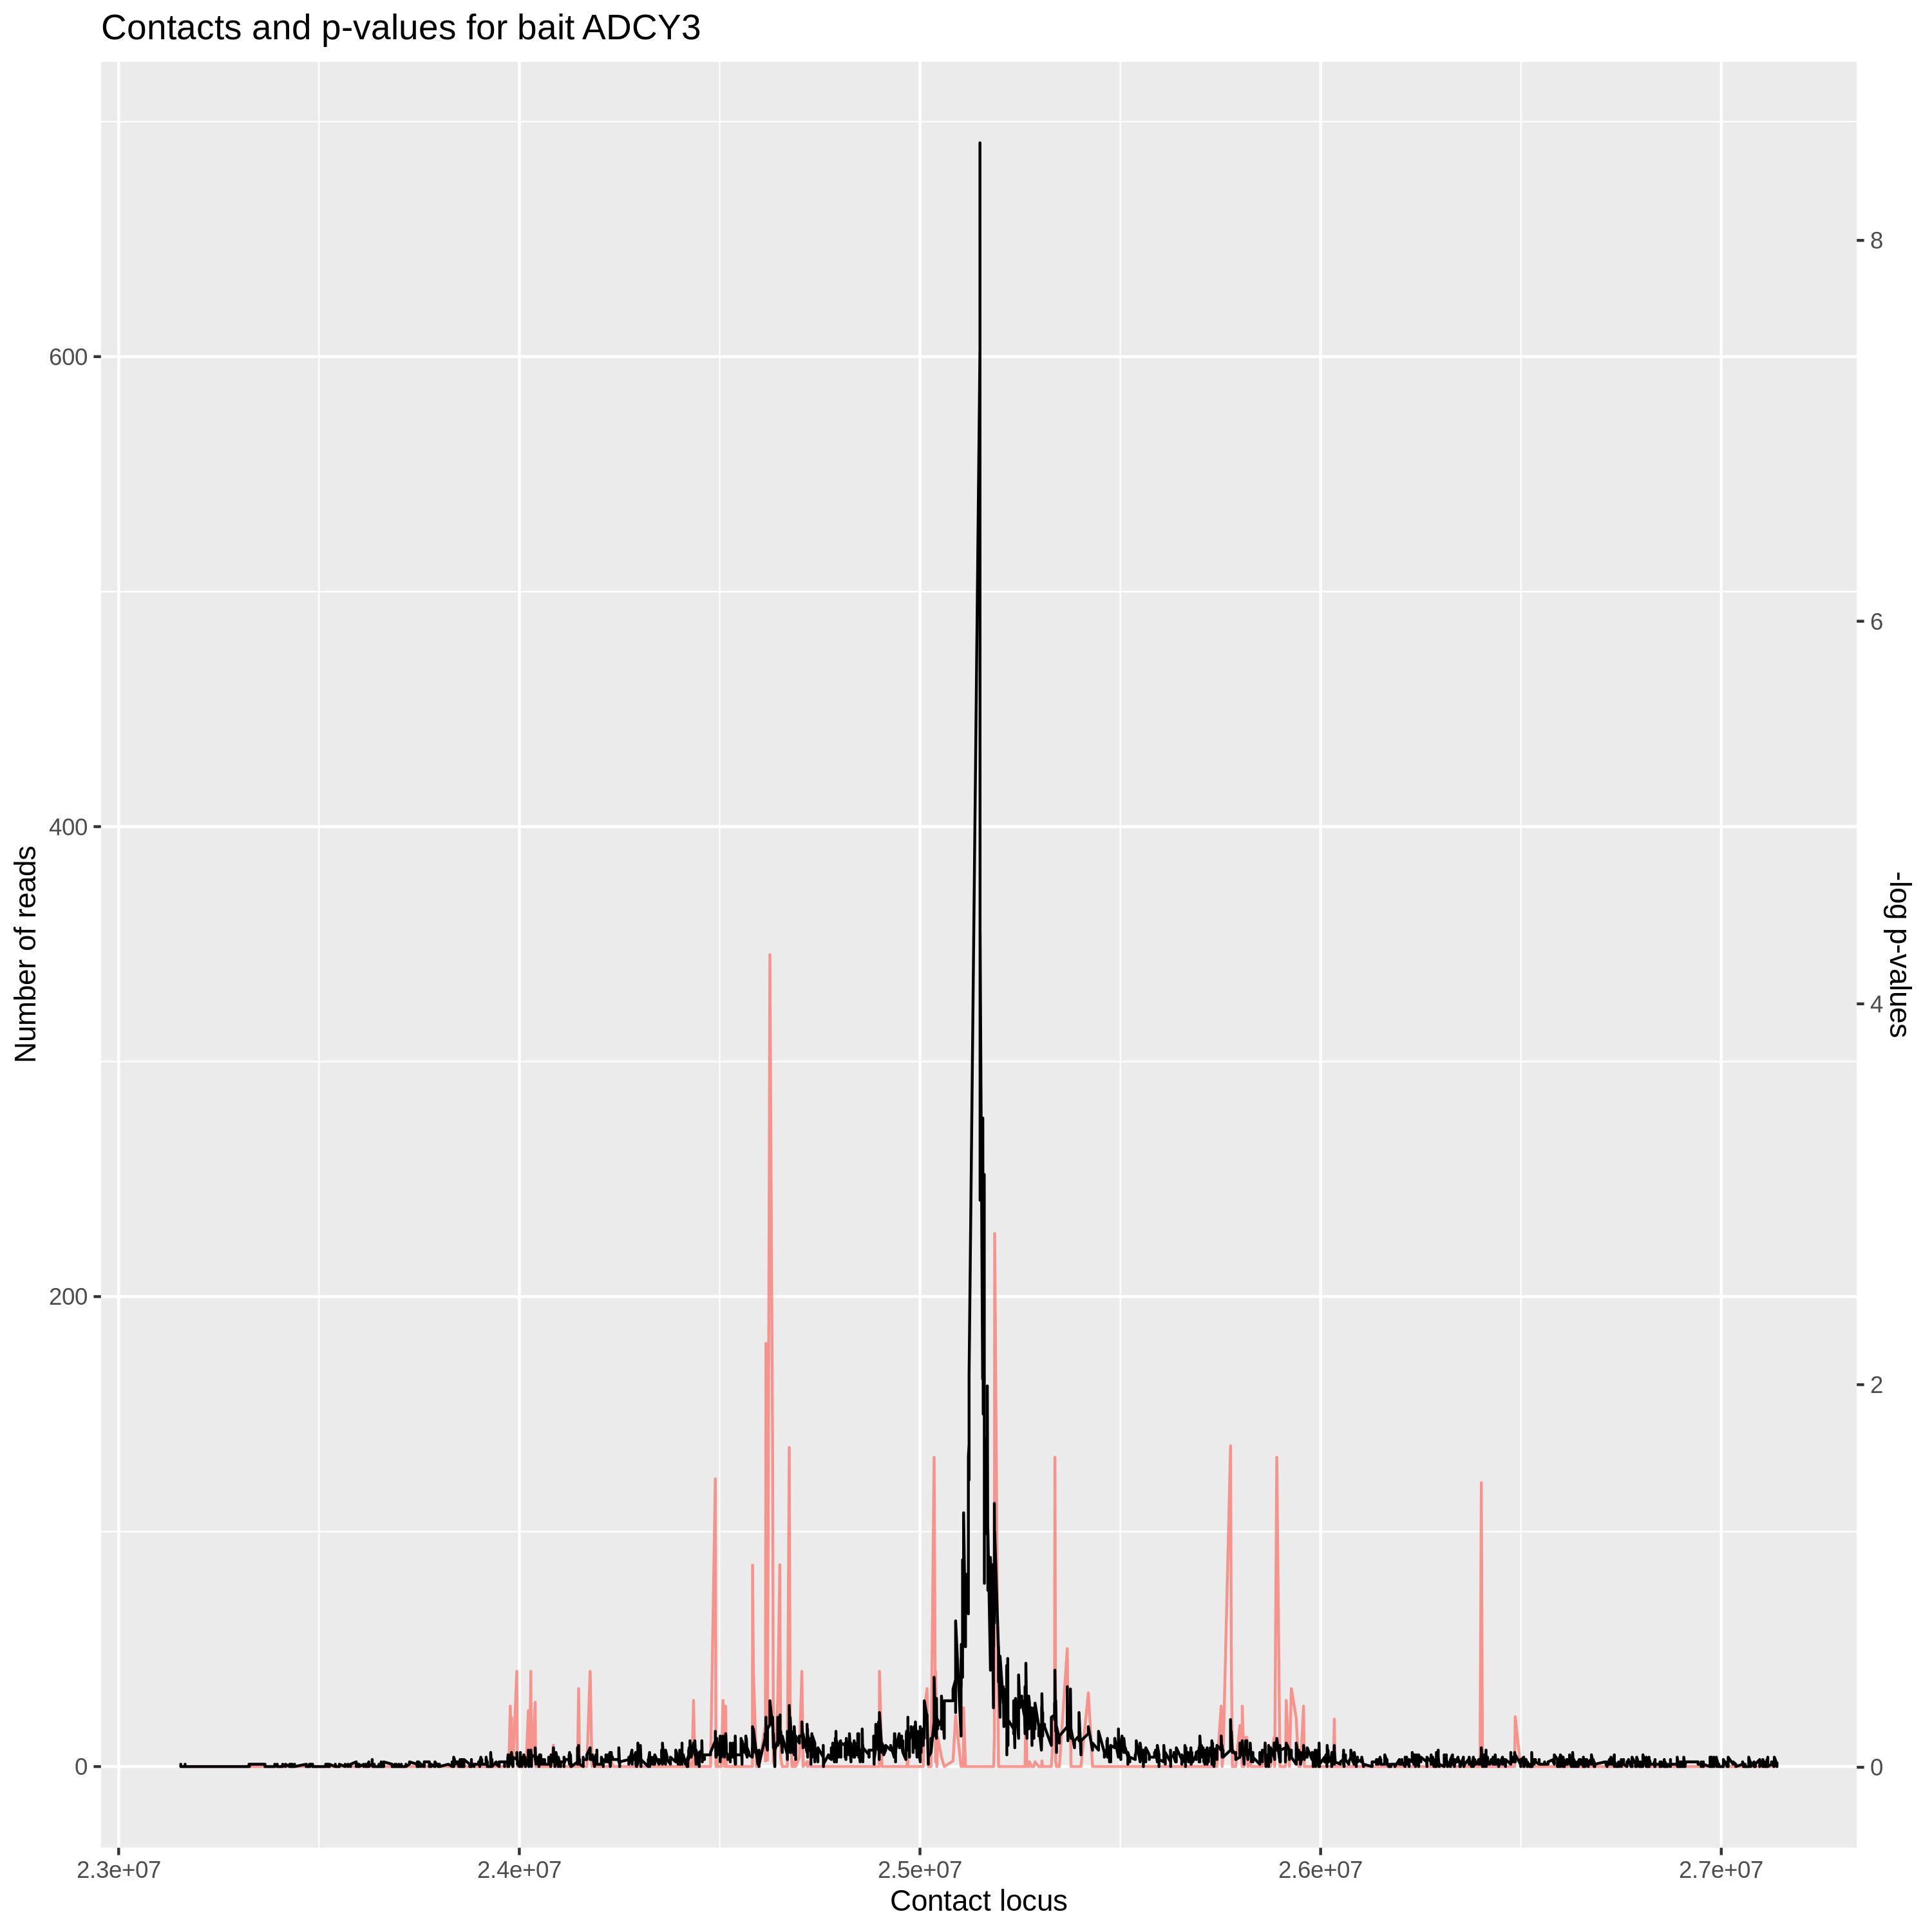 Contacts and p-values for bait ADCY3
Number of reads
600
400
200
0
8
6
4
2
0
-log p-values
2.3e+07
2.4e+07
2.5e+07
2.6e+07
2.7e+07
Contact locus